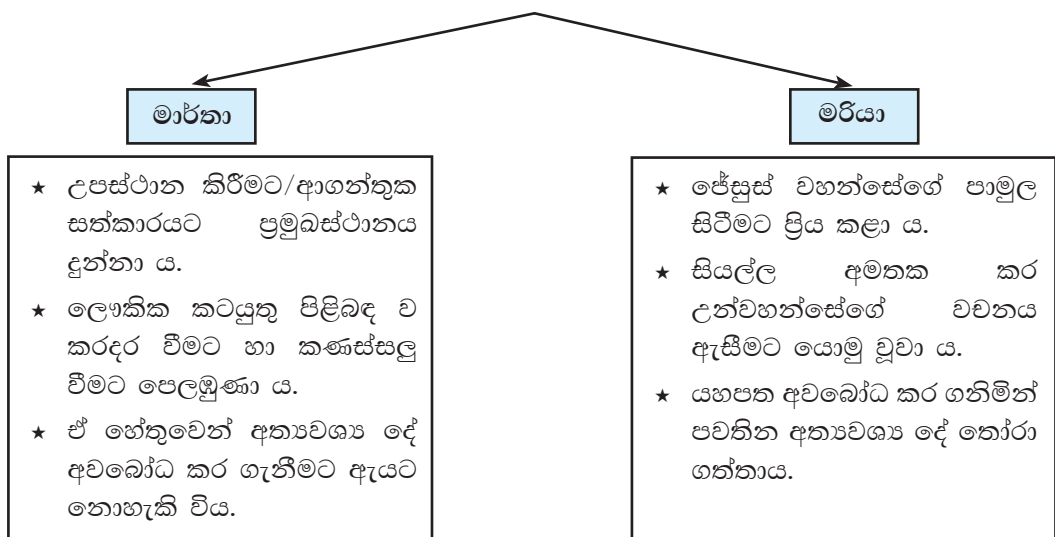 මාර්තා
★ උපස්ථාන කිරීමට/ආගන්තුක
සත්කාරයට ප්‍රමුඛස්ථානය
දුන්නා ය.
★ ලෞකික කටයුතු පිළිබඳ ව
කරදර වීමට හා කණස්සලු
වීමට පෙලඹුණා ය.
★ ඒ හේතුවෙන් අත්‍යවශ්‍ය දේ
අවබෝධ කර ගැනීමට ඇයට
නොහැකි විය.
මරියා
★ ජේසුස් වහන්සේගේ පාමුල
සිටීමට ප්‍රිය කළා ය.
★ සියල්ල අමතක කර
උන්වහන්සේගේ වචනය
ඇසීමට යොමු වූවා ය.
★ යහපත අවබෝධ කර ගනිමින්
පවතින අත්‍යවශ්‍ය දේ තෝරා
ගත්තාය.